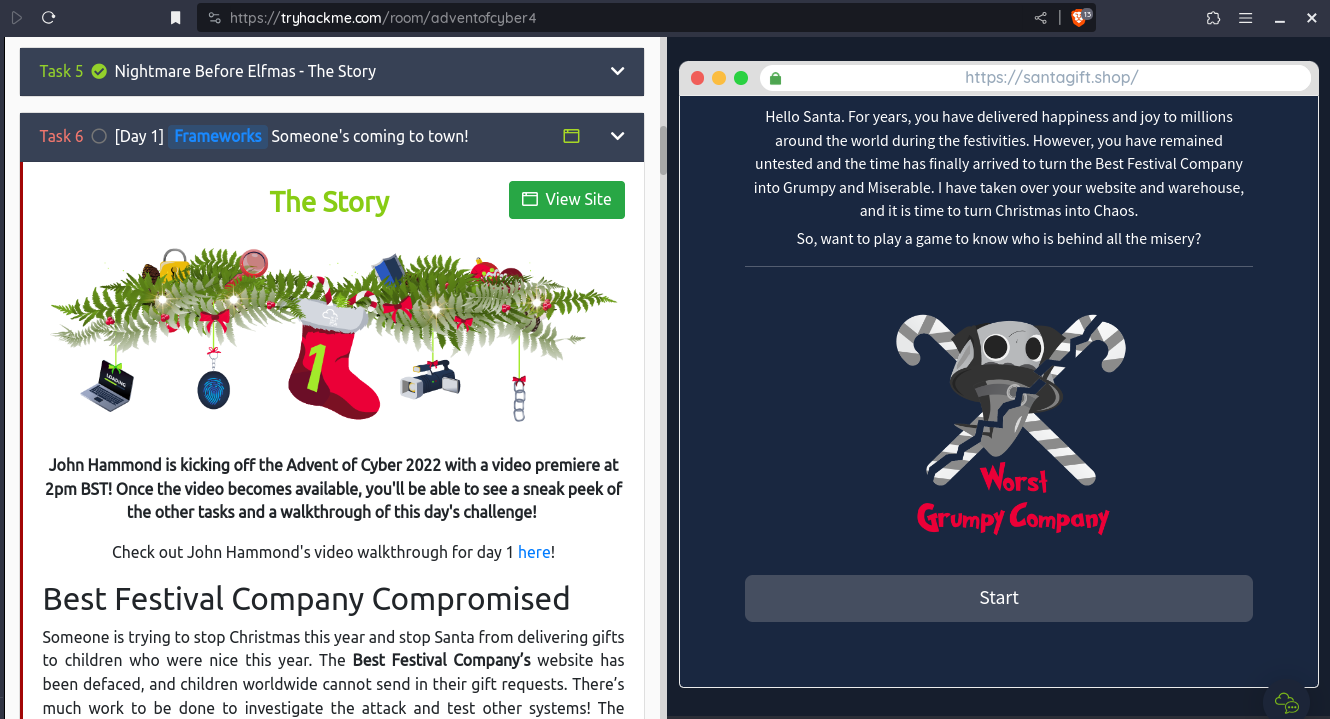 https://tryhackme.com/room/adventofcyber4
15
Task 5 Nightmare Before Elfmas - The Story
Task 6 [Day 1] Frameworks Someone's coming to town!
The Story
View Site
LOADING
1
John Hammond is kicking off the Advent of Cyber 2022 with a video premiere at
2pm BST! Once the video becomes available, you'll be able to see a sneak peek of
the other tasks and a walkthrough of this day's challenge!
Check out John Hammond's video walkthrough for day 1 here!
Best Festival Company Compromised
Someone is trying to stop Christmas this year and stop Santa from delivering gifts
to children who were nice this year. The Best Festival Company’s website has
been defaced, and children worldwide cannot send in their gift requests. There’s
much work to be done to investigate the attack and test other systems! The
https://santagift.shop/
Hello Santa. For years, you have delivered happiness and joy to millions
around the world during the festivities. However, you have remained
untested and the time has finally arrived to turn the Best Festival Company
into Grumpy and Miserable. I have taken over your website and warehouse,
and it is time to turn Christmas into Chaos.
So, want to play a game to know who is behind all the misery?
Worst
Grumpy Company
Start